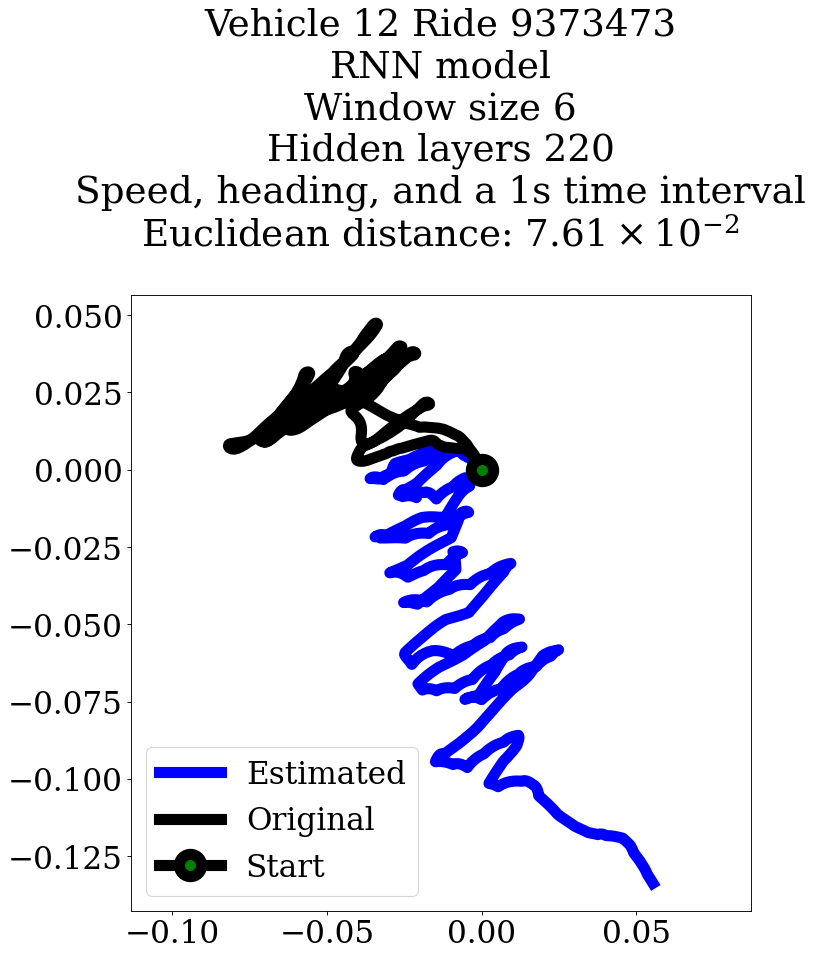 Vehicle 12 Ride 9373473
RNN model
Window size 6
Hidden layers 220
Speed, heading, and a 1s time interval
Euclidean distance: 7.61 × 10⁻²
0.050
0.025
0.000
−0.025
−0.050
−0.075
−0.100
−0.125
Estimated
Original
Start
−0.10
−0.05
0.00
0.05